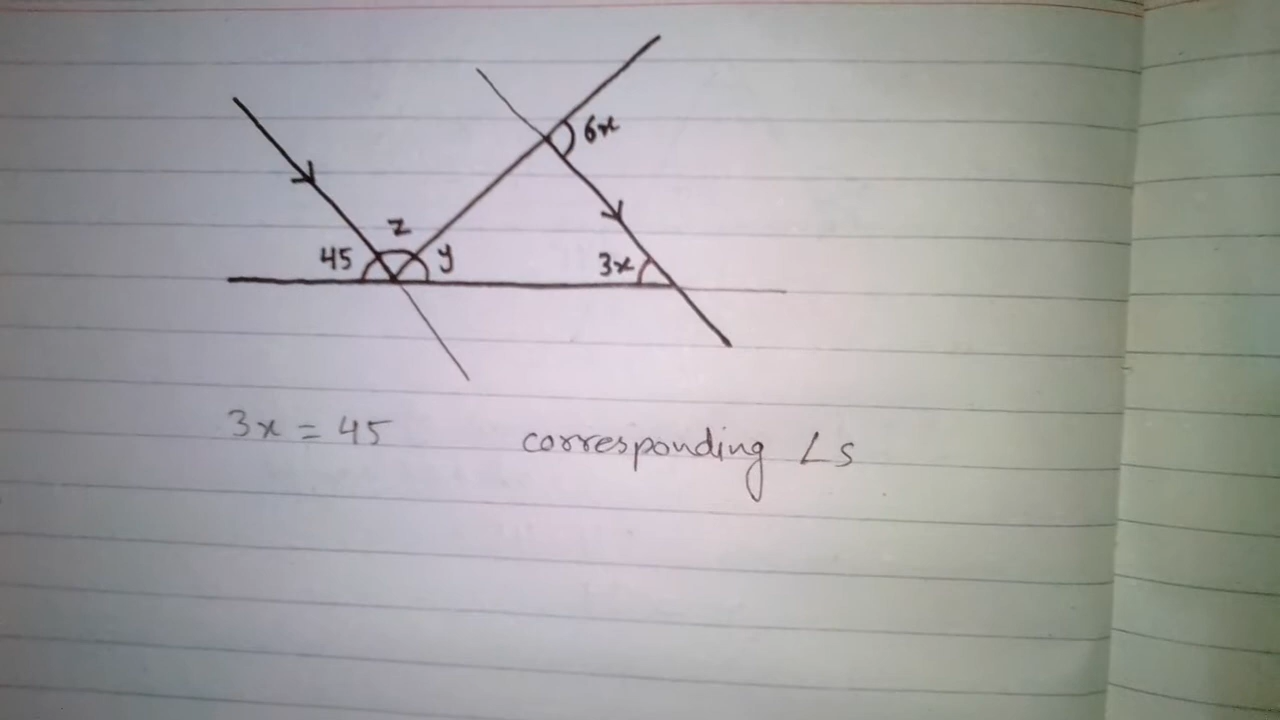 6x
z
45 y 3x
3x = 45 corresponding ∠s